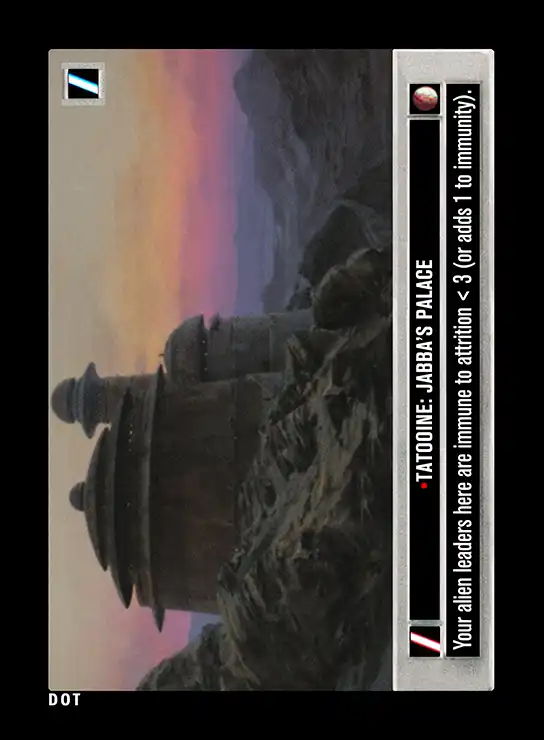 •TATOOINE: JABBA'S PALACE
Your alien leaders here are immune to attrition < 3 (or adds 1 to immunity).
DOT